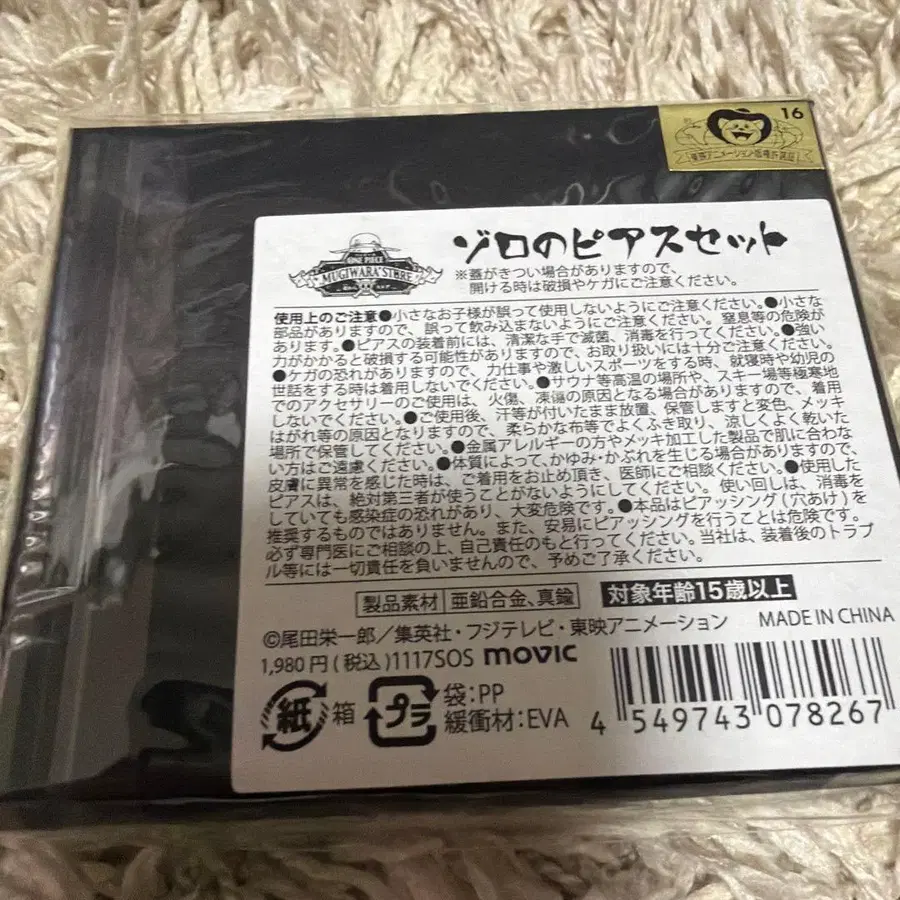 16
東映アニメーション版権許諾証
ONE PIECE
MUGIWARA STORE
ゾロのピアスセット
※蓋がきつい場合がありますので、
開ける時は破損やケガにご注意ください。
使用上のご注意●小さなお子様が誤って使用しないようにご注意ください。●小さな
部品がありますので、誤って飲み込まないようにご注意ください。窒息等の危険が
あります。●ピアスの装着前には、清潔な手で滅菌、消毒を行ってください。●強い
力がかかると破損する可能性がありますので、お取り扱いには十分ご注意ください。
●ケガの恐れがありますので、力仕事や激しいスポーツをする時、就寝時や幼児の
世話をする時は着用しないでください。●サウナ等高温の場所や、スキー場等極寒地
でのアクセサリーのご使用は、火傷、凍傷の原因となる場合がありますので、着用
しないでください。●ご使用後、汗等が付いたまま放置、保管しますと変色、メッキ
はがれ等の原因となりますので、柔らかな布等でよくふき取り、涼しくよく乾いた
場所で保管してください。●金属アレルギーの方やメッキ加工した製品で肌に合わな
い方はご遠慮ください。●体質によって、かゆみ・かぶれを生じる場合がありますので、
皮膚に異常を感じた時は、ご着用をお止め頂き、医師にご相談ください。●使用した
ピアスは、絶対第三者が使うことがないようにしてください。使い回しは、消毒を
していても感染症の恐れがあり、大変危険です。●本品はピアッシング(穴あけ)を
推奨するものではありません。また、安易にピアッシングを行うことは危険です。
必ず専門医にご相談の上、自己責任のもと行ってください。当社は、装着後のトラブ
ル等には一切責任を負いませんので、予めご了承ください。
製品素材 亜鉛合金、真鍮 対象年齢15歳以上
©尾田栄一郎／集英社・フジテレビ・東映アニメーション MADE IN CHINA
1,980円(税込)1117SOS movic
紙 箱 プラ 袋:PP
緩衝材:EVA
4 549743 078267